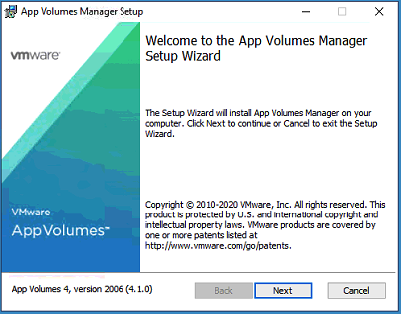 App Volumes Manager Setup
vmware
Welcome to the App Volumes Manager
Setup Wizard
The Setup Wizard will install App Volumes Manager on your
computer. Click Next to continue or Cancel to exit the Setup
Wizard.
Copyright © 2010-2020 VMware, Inc. All rights reserved. This
product is protected by U.S. and international copyright and
intellectual property laws. VMware products are covered by
one or more patents listed at
http://www.vmware.com/go/patents.
VMware
App Volumes™
App Volumes 4, version 2006 (4.1.0)
Back
Next
Cancel